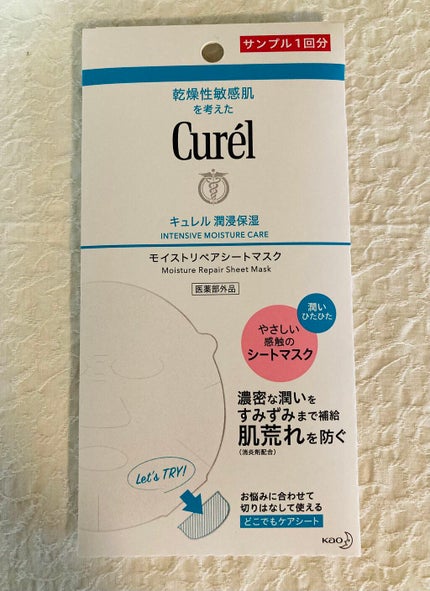 サンプル1回分
乾燥性敏感肌
を考えた
Curél
キュレル 潤浸保湿
INTENSIVE MOISTURE CARE
モイストリペアシートマスク
Moisture Repair Sheet Mask
医薬部外品
潤い
ひたひた
やさしい
感触の
シートマスク
濃密な潤いを
すみずみまで補給
肌荒れを防ぐ
(消炎剤配合)
Let's TRY!
お悩みに合わせて
切りはなして使える
どこでもケアシート
Kao